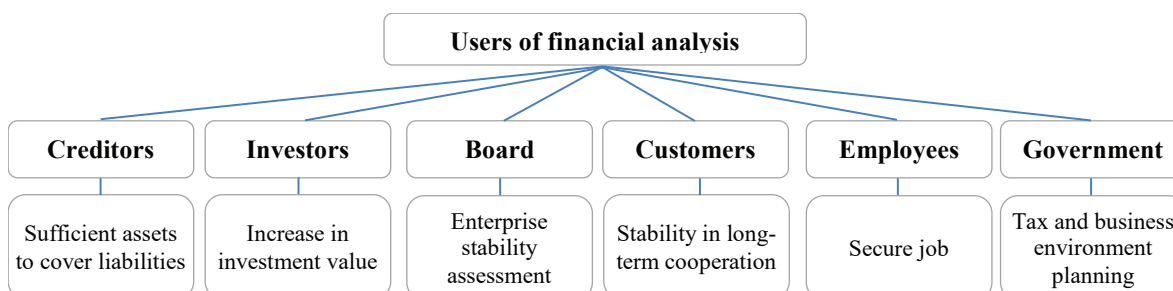 Users of financial analysis
Creditors
Investors
Board
Customers
Employees
Government
Sufficient assets
to cover liabilities
Increase in
investment value
Enterprise
stability
assessment
Stability in long-
term cooperation
Secure job
Tax and business
environment
planning